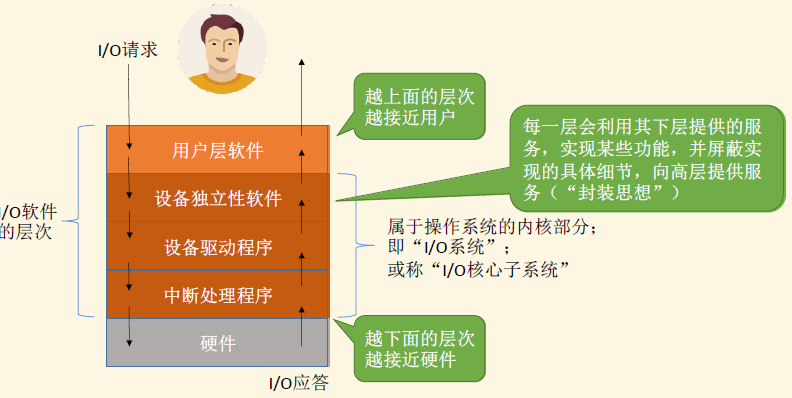 I/O请求
越上面的层次
越接近用户
每一层会利用其下层提供的服
务，实现某些功能，并屏蔽实
现的具体细节，向高层提供服
务（“封装思想”）
用户层软件
设备独立性软件
I/O软件
的层次
设备驱动程序
属于操作系统的内核部分；
即“I/O系统”；
或称“I/O核心子系统”
中断处理程序
硬件
越下面的层次
越接近硬件
I/O应答